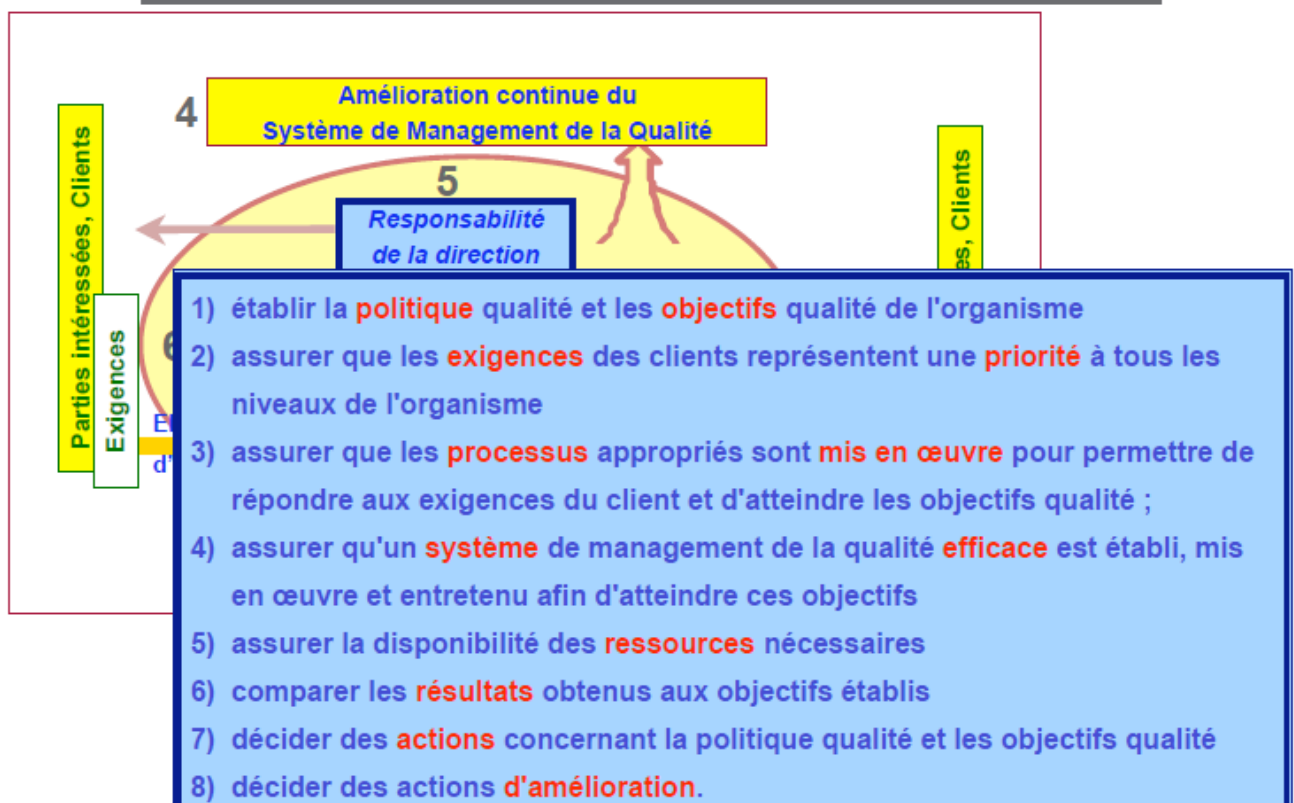 4
Amélioration continue du
Système de Management de la Qualité
5
Responsabilité
de la direction
Parties intéressées, Clients
Exigences
es, Clients
6
d'
1) établir la politique qualité et les objectifs qualité de l'organisme
2) assurer que les exigences des clients représentent une priorité à tous les
niveaux de l'organisme
3) assurer que les processus appropriés sont mis en œuvre pour permettre de
répondre aux exigences du client et d'atteindre les objectifs qualité ;
4) assurer qu'un système de management de la qualité efficace est établi, mis
en œuvre et entretenu afin d'atteindre ces objectifs
5) assurer la disponibilité des ressources nécessaires
6) comparer les résultats obtenus aux objectifs établis
7) décider des actions concernant la politique qualité et les objectifs qualité
8) décider des actions d'amélioration.